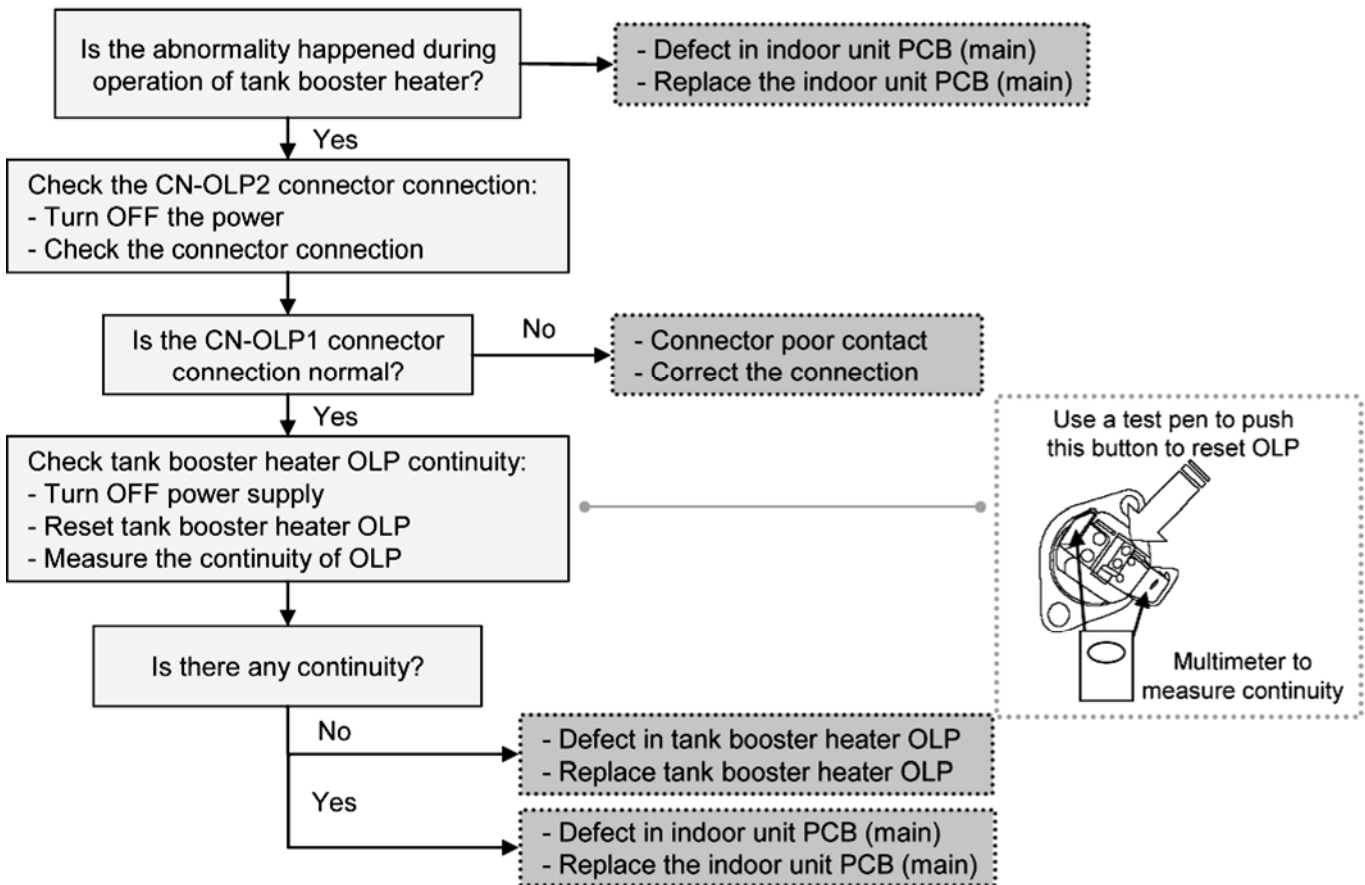 Is the abnormality happened during
operation of tank booster heater?
- Defect in indoor unit PCB (main)
- Replace the indoor unit PCB (main)
Yes
Check the CN-OLP2 connector connection:
- Turn OFF the power
- Check the connector connection
Is the CN-OLP1 connector
connection normal?
No
- Connector poor contact
- Correct the connection
Yes
Check tank booster heater OLP continuity:
- Turn OFF power supply
- Reset tank booster heater OLP
- Measure the continuity of OLP
Use a test pen to push
this button to reset OLP
Multimeter to
measure continuity
Is there any continuity?
No
- Defect in tank booster heater OLP
- Replace tank booster heater OLP
Yes
- Defect in indoor unit PCB (main)
- Replace the indoor unit PCB (main)